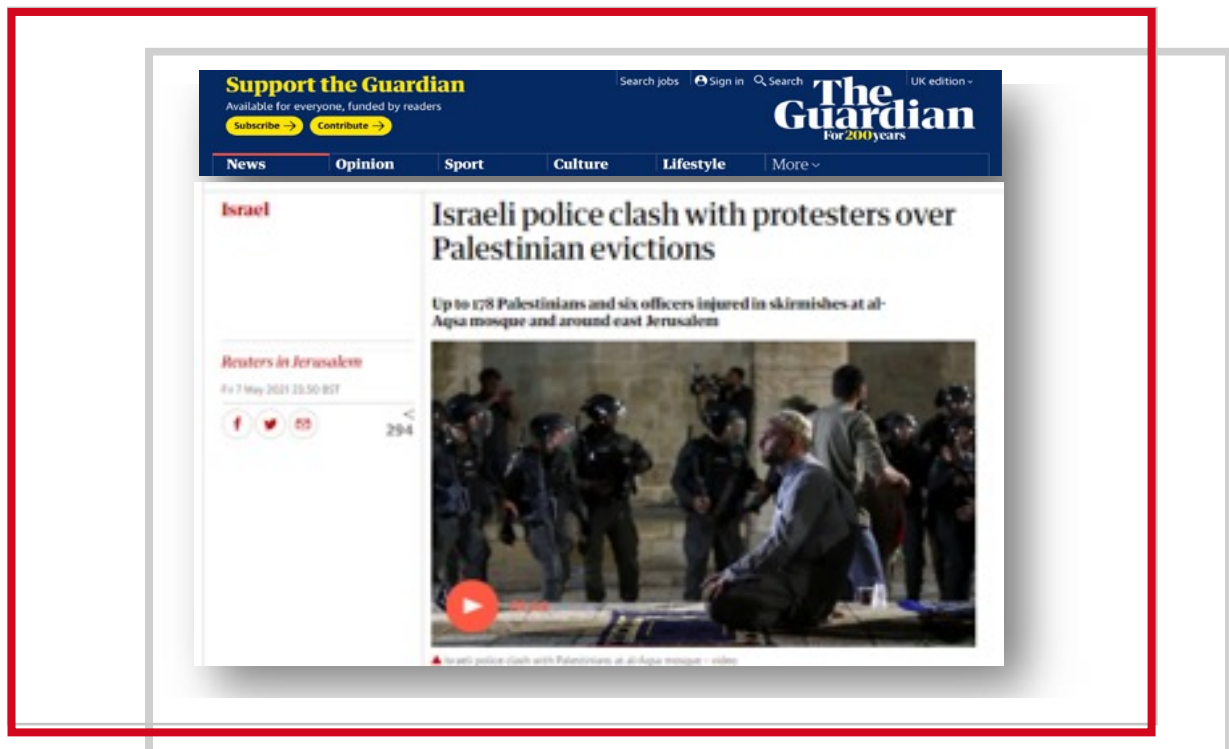 Support the Guardian
Available for everyone, funded by readers
Subscribe → Contribute →
Search jobs Sign in Search UK edition
The
Guardian
For 200 years
News Opinion Sport Culture Lifestyle More
Israel
Israeli police clash with protesters over
Palestinian evictions
Up to 178 Palestinians and six officers injured in skirmishes at al-
Aqsa mosque and around east Jerusalem
Reuters in Jerusalem
Fri 7 May 2021 23.50 BST
294
Israeli police clash with Palestinians at al-Aqsa mosque – video